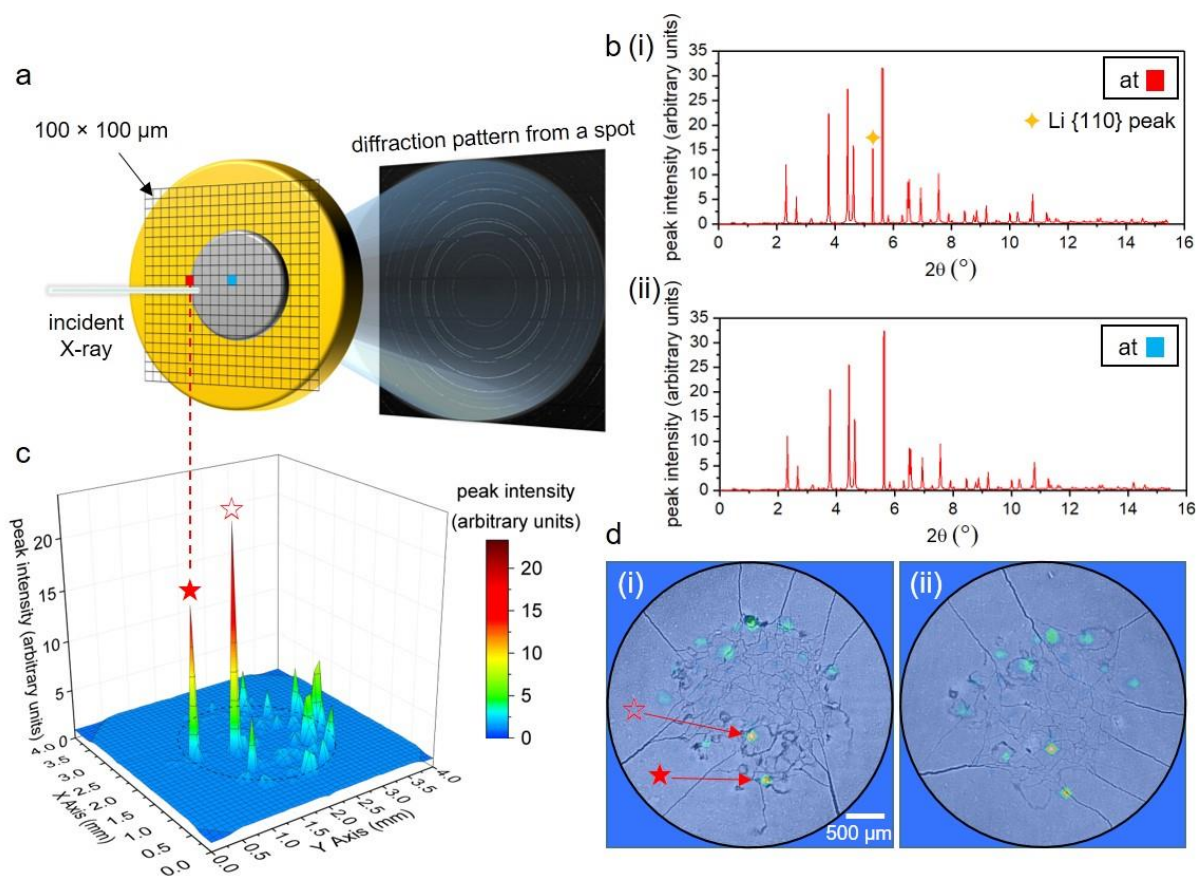 a
100 × 100 μm
diffraction pattern from a spot
incident
X-ray
b (i)
peak intensity (arbitrary units)
35
30
25
20
15
10
5
0
at
Li {110} peak
0 2 4 6 8 10 12 14 16
2θ (°)
(ii)
peak intensity (arbitrary units)
35
30
25
20
15
10
5
0
at
0 2 4 6 8 10 12 14 16
2θ (°)
c
peak intensity (arbitrary units)
20
15
10
5
0
peak intensity
(arbitrary units)
20
15
10
5
0
4.0 3.5 3.0 2.5 2.0 1.5 1.0 0.5 0.0
X Axis (mm)
0.0 0.5 1.0 1.5 2.0 2.5 3.0 3.5 4.0
Y Axis (mm)
d
(i)
500 μm
(ii)